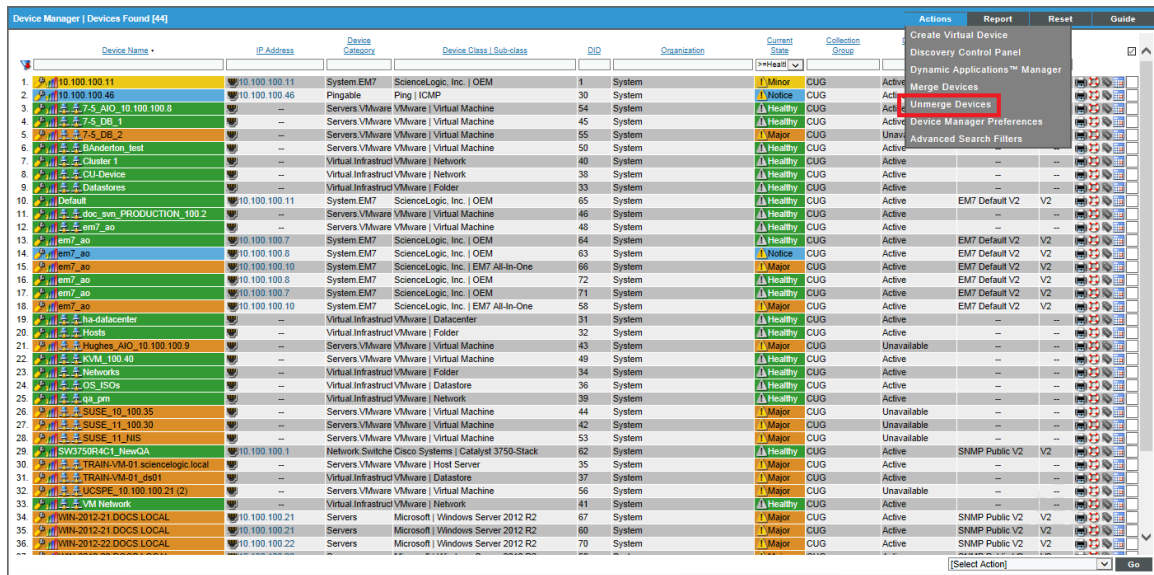 Device Manager | Devices Found [44] Actions Report Reset Guide
Create Virtual Device
Discovery Control Panel
Dynamic Applications™ Manager
Merge Devices
Unmerge Devices
Device Manager Preferences
Advanced Search Filters
Device Name • IP Address Device Category Device Class | Sub-class DID Organization Current State Collection Group
>=Healt
1. 10.100.100.11 10.100.100.11 System.EM7 ScienceLogic, Inc. | OEM 1 System Minor CUG Active
2. 10.100.100.46 10.100.100.46 Pingable Ping | ICMP 30 System Notice CUG
3. 7-5_AIO_10.100.100.8 -- Servers.VMware VMware | Virtual Machine 54 System Healthy CUG
4. 7-5_DB_1 -- Servers.VMware VMware | Virtual Machine 45 System Healthy CUG Active
5. 7-5_DB_2 -- Servers.VMware VMware | Virtual Machine 55 System Major CUG
6. BAnderton_test -- Servers.VMware VMware | Virtual Machine 50 System Healthy CUG Active -- --
7. Cluster 1 -- Virtual.Infrastruct VMware | Network 40 System Healthy CUG Active -- --
8. CU-Device -- Virtual.Infrastruct VMware | Network 38 System Healthy CUG Active -- --
9. Datastores -- Virtual.Infrastruct VMware | Folder 33 System Healthy CUG Active -- --
10. Default 10.100.100.11 System.EM7 ScienceLogic, Inc. | OEM 65 System Healthy CUG Active EM7 Default V2 V2
11. doc_svn_PRODUCTION_100.2 -- Servers.VMware VMware | Virtual Machine 46 System Healthy CUG Active -- --
12. em7_ao -- Servers.VMware VMware | Virtual Machine 48 System Healthy CUG Active -- --
13. em7_ao 10.100.100.7 System.EM7 ScienceLogic, Inc. | OEM 64 System Healthy CUG Active EM7 Default V2 V2
14. em7_ao 10.100.100.8 System.EM7 ScienceLogic, Inc. | OEM 63 System Notice CUG Active EM7 Default V2 V2
15. em7_ao 10.100.100.10 System.EM7 ScienceLogic, Inc. | EM7 All-In-One 66 System Major CUG Active EM7 Default V2 V2
16. em7_ao 10.100.100.8 System.EM7 ScienceLogic, Inc. | OEM 72 System Healthy CUG Active EM7 Default V2 V2
17. em7_ao 10.100.100.7 System.EM7 ScienceLogic, Inc. | OEM 71 System Healthy CUG Active EM7 Default V2 V2
18. em7_ao 10.100.100.10 System.EM7 ScienceLogic, Inc. | EM7 All-In-One 58 System Major CUG Active EM7 Default V2 V2
19. ha-datacenter -- Virtual.Infrastruct VMware | Datacenter 31 System Healthy CUG Active -- --
20. Hosts -- Virtual.Infrastruct VMware | Folder 32 System Healthy CUG Active -- --
21. Hughes_AIO_10.100.100.9 -- Servers.VMware VMware | Virtual Machine 43 System Major CUG Unavailable -- --
22. KVM_100.40 -- Servers.VMware VMware | Virtual Machine 49 System Healthy CUG Active -- --
23. Networks -- Virtual.Infrastruct VMware | Folder 34 System Healthy CUG Active -- --
24. OS_ISOs -- Virtual.Infrastruct VMware | Datastore 36 System Healthy CUG Active -- --
25. qa_pm -- Virtual.Infrastruct VMware | Network 39 System Healthy CUG Active -- --
26. SUSE_10_100.35 -- Servers.VMware VMware | Virtual Machine 44 System Major CUG Unavailable -- --
27. SUSE_11_100.30 -- Servers.VMware VMware | Virtual Machine 42 System Major CUG Unavailable -- --
28. SUSE_11_NIS -- Servers.VMware VMware | Virtual Machine 53 System Major CUG Unavailable -- --
29. SW3750R4C1_NewQA 10.100.100.1 Network.Switche Cisco Systems | Catalyst 3750-Stack 62 System Healthy CUG Active SNMP Public V2 V2
30. TRAIN-VM-01.sciencelogic.local -- Servers.VMware VMware | Host Server 35 System Major CUG Active -- --
31. TRAIN-VM-01_ds01 -- Virtual.Infrastruct VMware | Datastore 37 System Major CUG Active -- --
32. UCSPE_10.100.100.21 (2) -- Servers.VMware VMware | Virtual Machine 56 System Major CUG Unavailable -- --
33. VM Network -- Virtual.Infrastruct VMware | Network 41 System Healthy CUG Active -- --
34. WIN-2012-21.DOCS.LOCAL 10.100.100.21 Servers Microsoft | Windows Server 2012 R2 67 System Major CUG Active SNMP Public V2 V2
35. WIN-2012-21.DOCS.LOCAL 10.100.100.21 Servers Microsoft | Windows Server 2012 R2 60 System Major CUG Active SNMP Public V2 V2
36. WIN-2012-22.DOCS.LOCAL 10.100.100.22 Servers Microsoft | Windows Server 2012 R2 70 System Major CUG Active SNMP Public V2 V2
[Select Action] Go